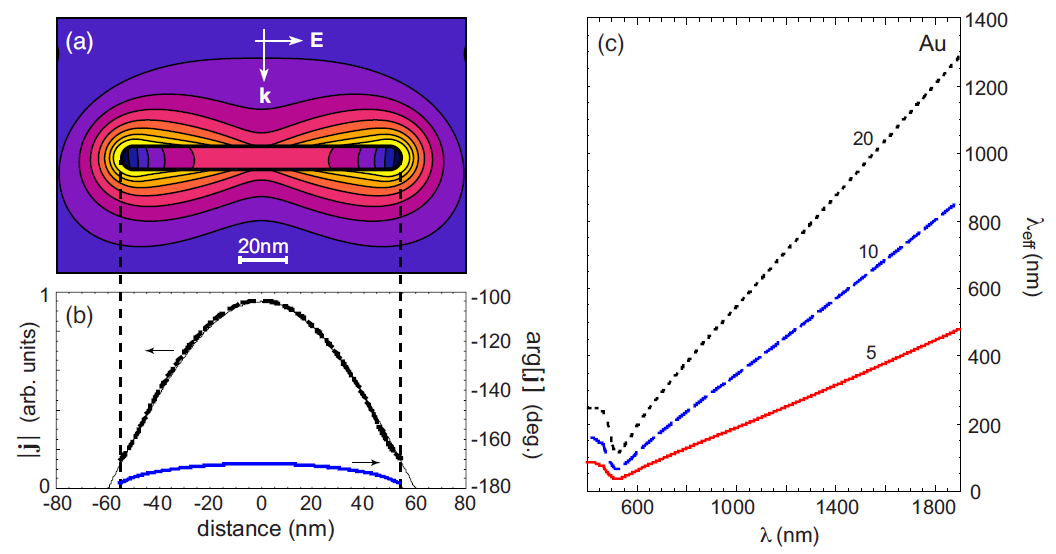 (a)
E
k
20nm
(b)
1
0
|j| (arb. units)
-100
-120
-140
-160
-180
arg[j] (deg.)
-80 -60 -40 -20 0 20 40 60 80
distance (nm)
(c)
Au
20
10
5
1400
1200
1000
800
600
400
200
0
λeff (nm)
600 1000 1400 1800
λ (nm)